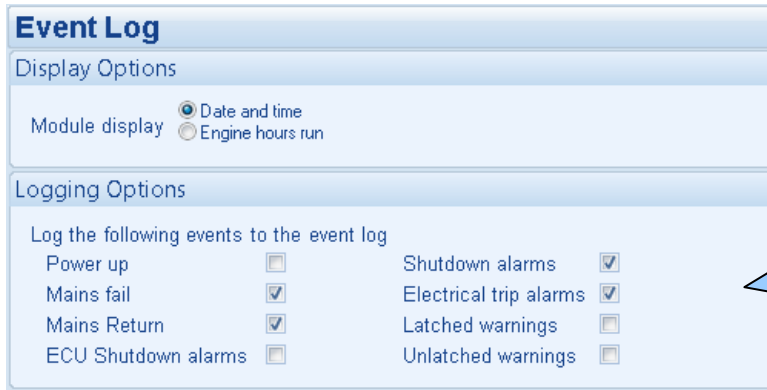 Event Log
Display Options
Module display
Date and time
Engine hours run
Logging Options
Log the following events to the event log
Power up
Shutdown alarms
Mains fail
Electrical trip alarms
Mains Return
Latched warnings
ECU Shutdown alarms
Unlatched warnings